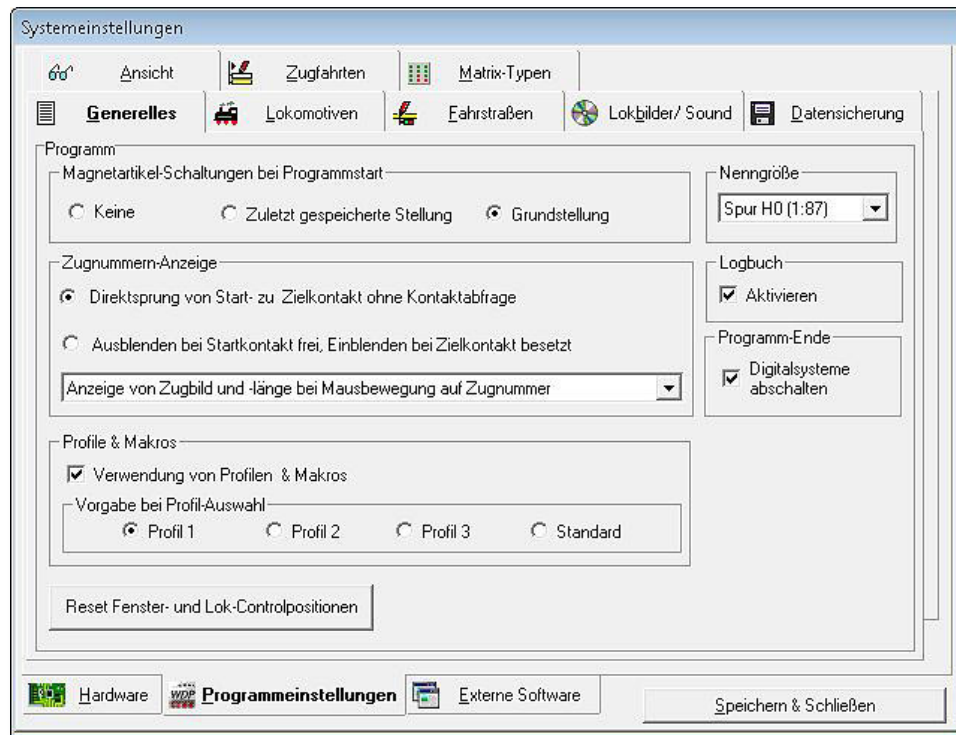 Systemeinstellungen
Ansicht
Zugfahrten
Matrix-Typen
Generelles
Lokomotiven
Fahrstraßen
Lokbilder/ Sound
Datensicherung
Programm
Magnetartikel-Schaltungen bei Programmstart
Keine
Zuletzt gespeicherte Stellung
Grundstellung
Nenngröße
Spur H0 (1:87)
Zugnummern-Anzeige
Direktsprung von Start- zu Zielkontakt ohne Kontaktabfrage
Ausblenden bei Startkontakt frei, Einblenden bei Zielkontakt besetzt
Anzeige von Zugbild und -länge bei Mausbewegung auf Zugnummer
Logbuch
Aktivieren
Programm-Ende
Digitalsysteme
abschalten
Profile & Makros
Verwendung von Profilen & Makros
Vorgabe bei Profil-Auswahl
Profil 1
Profil 2
Profil 3
Standard
Reset Fenster- und Lok-Controlpositionen
Hardware
WDP
Programmeinstellungen
Externe Software
Speichern & Schließen